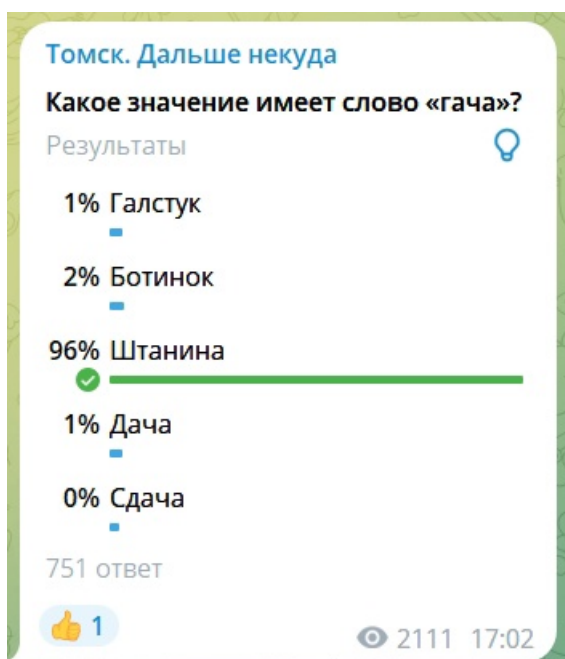 Томск. Дальше некуда
Какое значение имеет слово «гача»?
Результаты
1% Галстук
2% Ботинок
96% Штанина
1% Дача
0% Сдача
751 ответ
1
2111 17:02